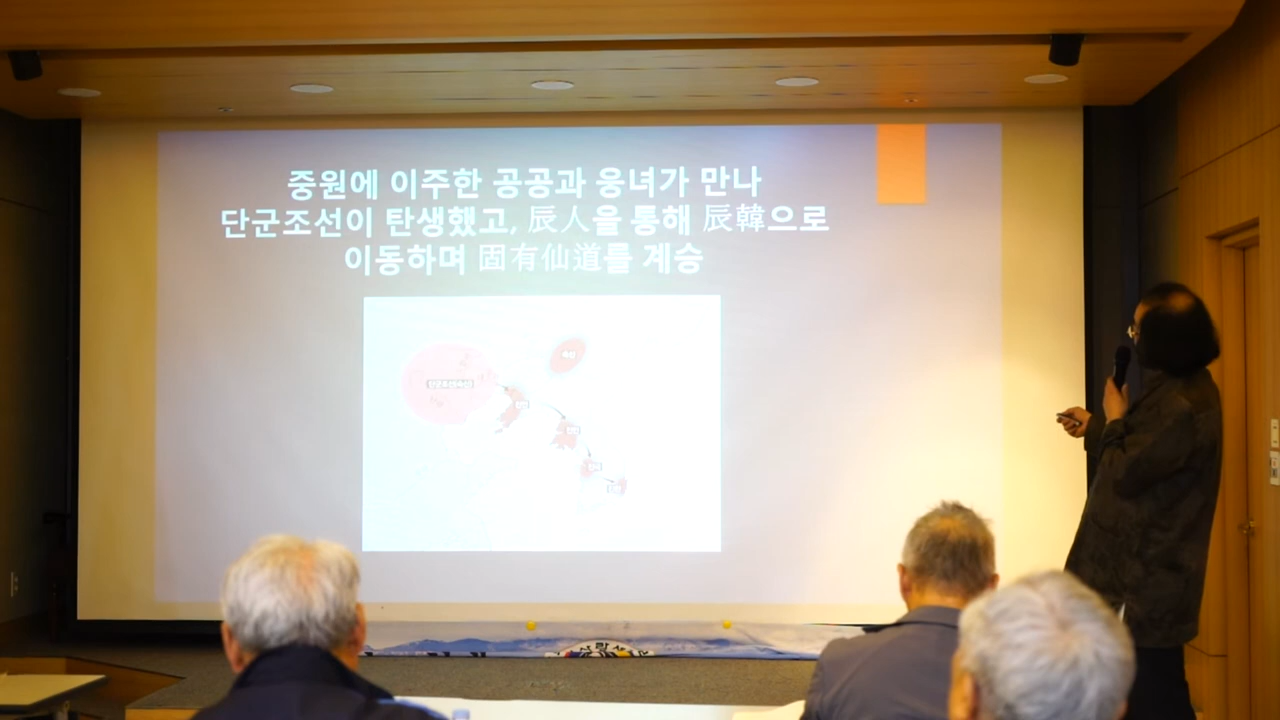 중원에 이주한 공공과 웅녀가 만나
단군조선이 탄생했고, 辰人을 통해 辰韓으로
이동하며 固有仙道를 계승